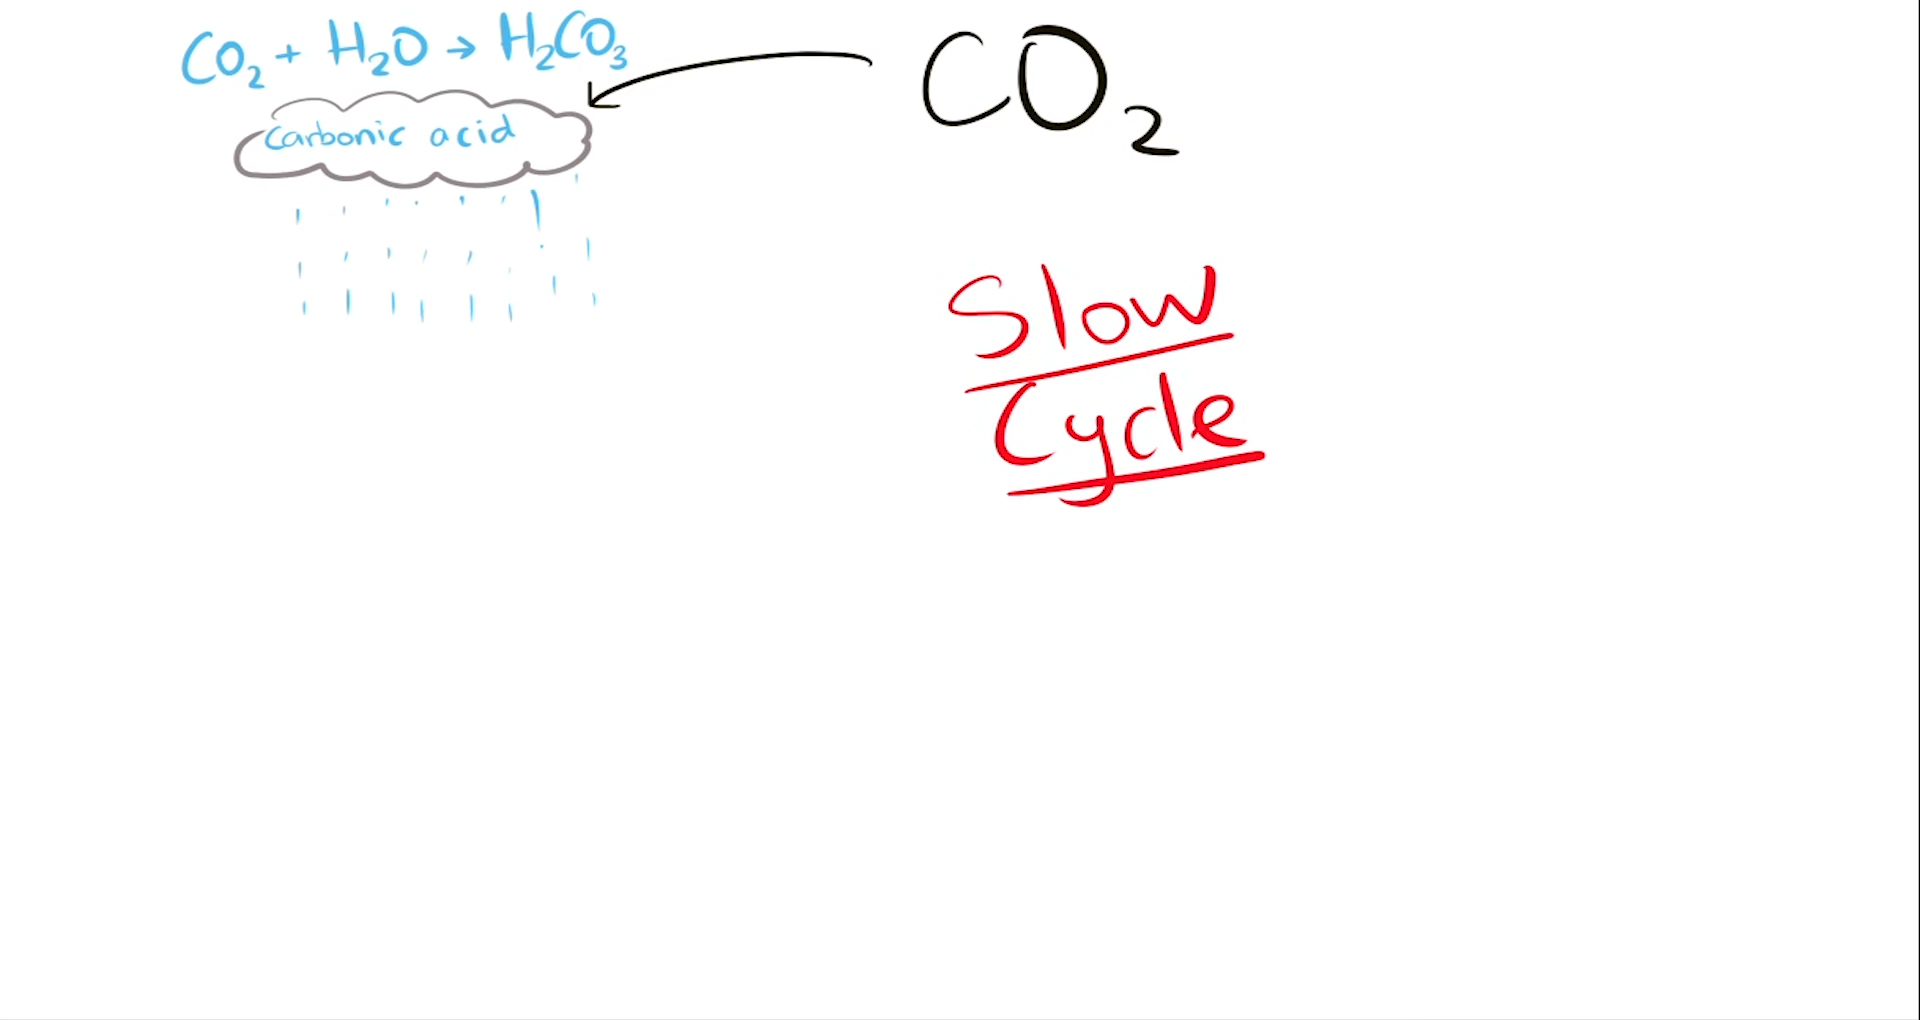 CO₂ + H₂O → H₂CO₃
Carbonic acid
CO₂
Slow
Cycle